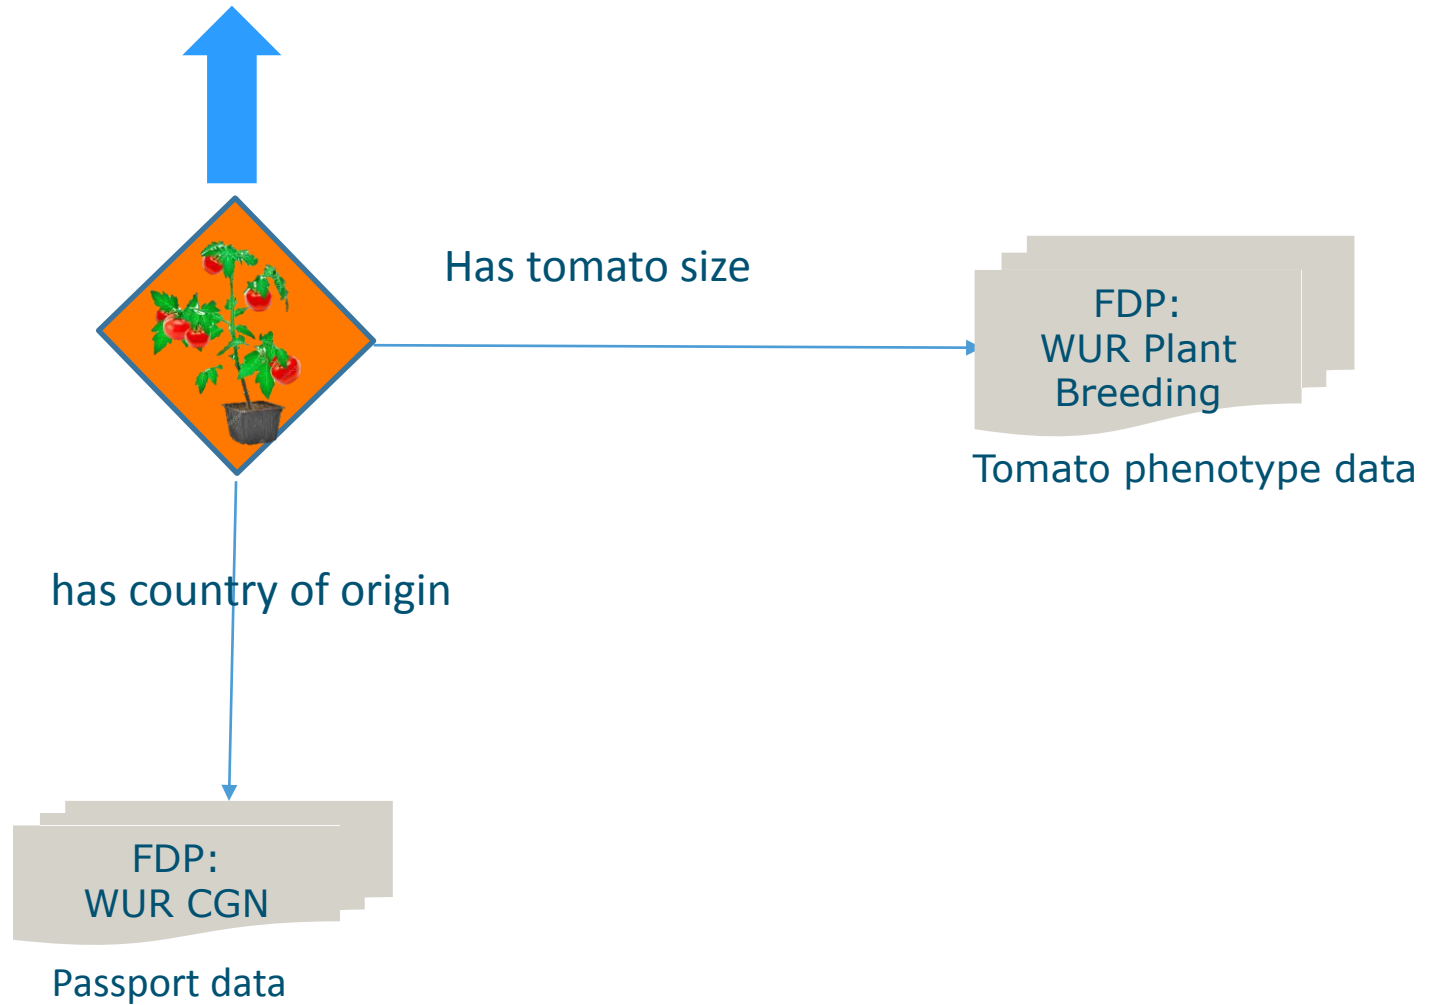 Has tomato size
FDP:
WUR Plant
Breeding
Tomato phenotype data
has country of origin
FDP:
WUR CGN
Passport data